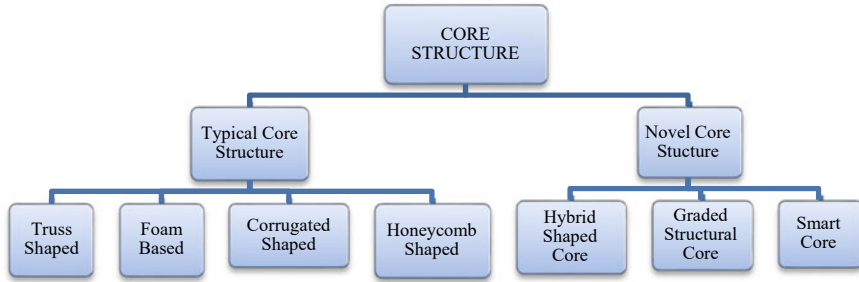 CORE
STRUCTURE
Typical Core
Structure
Novel Core
Stucture
Truss
Shaped
Foam
Based
Corrugated
Shaped
Honeycomb
Shaped
Hybrid
Shaped
Core
Graded
Structural
Core
Smart
Core